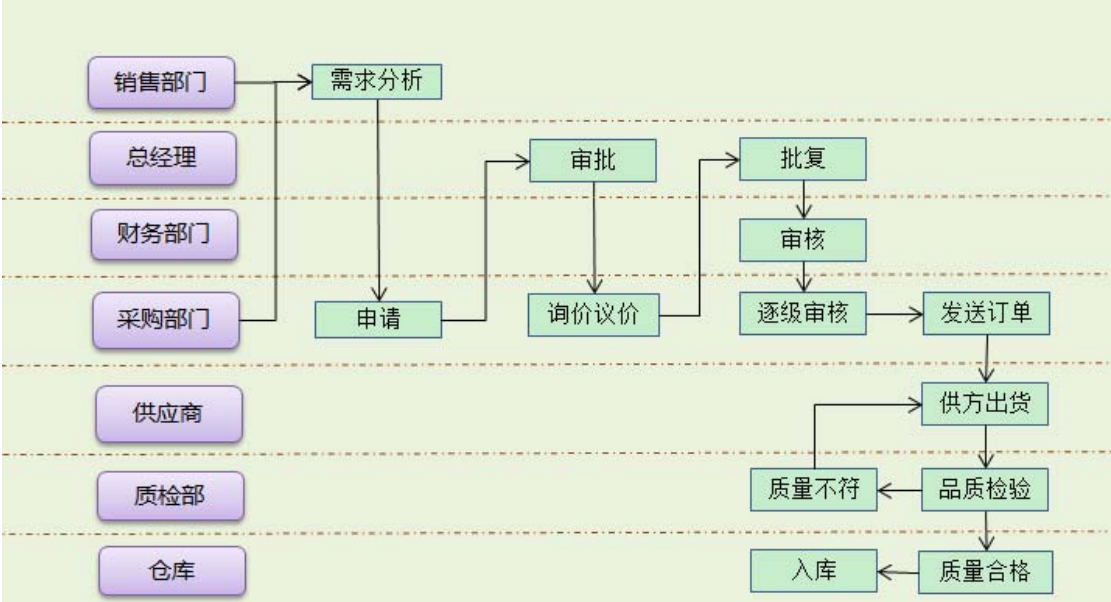 销售部门
需求分析
总经理
审批
批复
财务部门
审核
采购部门
申请
询价议价
逐级审核
发送订单
供应商
供方出货
质检部
质量不符
品质检验
仓库
入库
质量合格